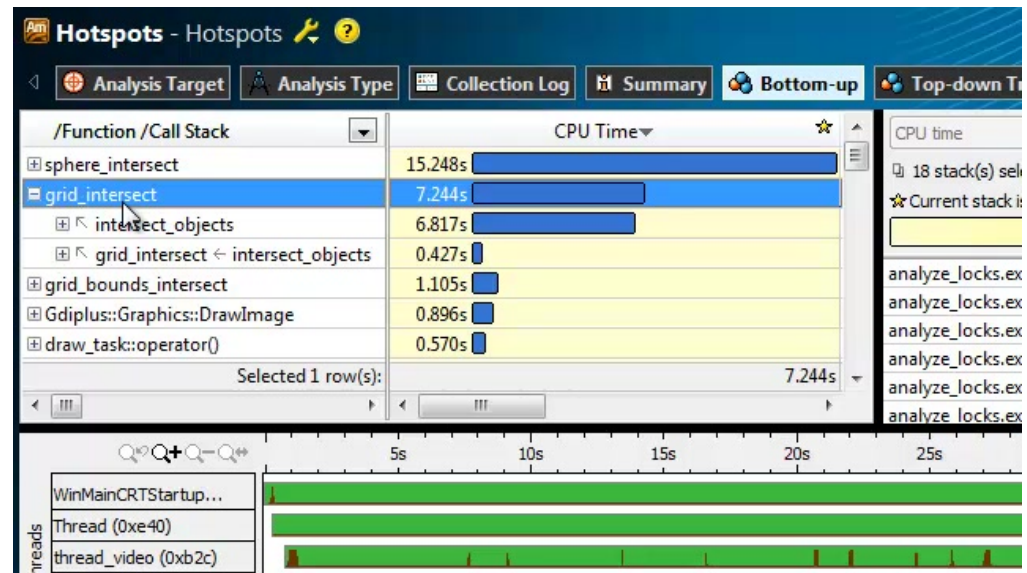 Am Hotspots - Hotspots ?
Analysis Target Analysis Type Collection Log Summary Bottom-up Top-down Tr
/Function /Call Stack CPU Time
sphere_intersect 15.248s
grid_intersect 7.244s
intersect_objects 6.817s
grid_intersect ← intersect_objects 0.427s
grid_bounds_intersect 1.105s
Gdiplus::Graphics::DrawImage 0.896s
draw_task::operator() 0.570s
Selected 1 row(s): 7.244s
CPU time
18 stack(s) sel
Current stack i
analyze_locks.ex
analyze_locks.ex
analyze_locks.ex
analyze_locks.ex
analyze_locks.ex
analyze_locks.ex
5s 10s 15s 20s 25s
WinMainCRTStartup...
Thread (0xe40)
thread_video (0xb2c)